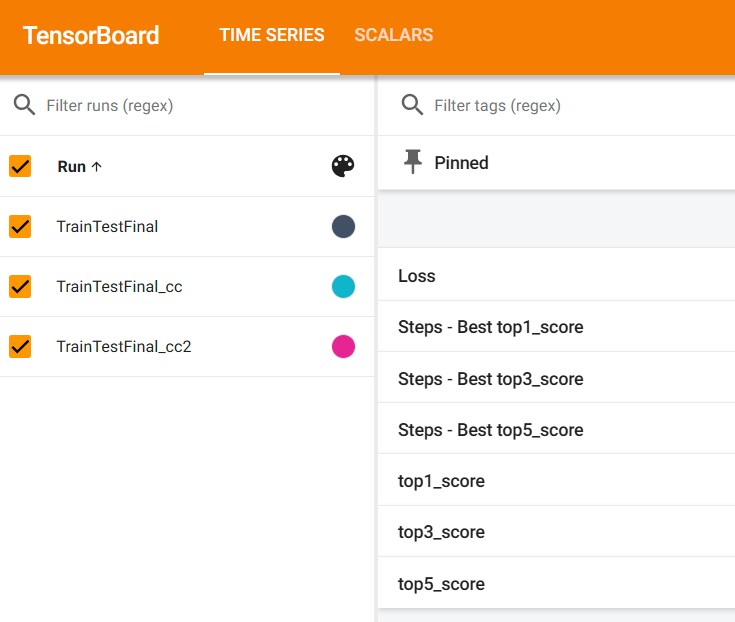 TensorBoard
TIME SERIES
SCALARS
Filter runs (regex)
Run ↑
TrainTestFinal
TrainTestFinal_cc
TrainTestFinal_cc2
Filter tags (regex)
Pinned
Loss
Steps - Best top1_score
Steps - Best top3_score
Steps - Best top5_score
top1_score
top3_score
top5_score